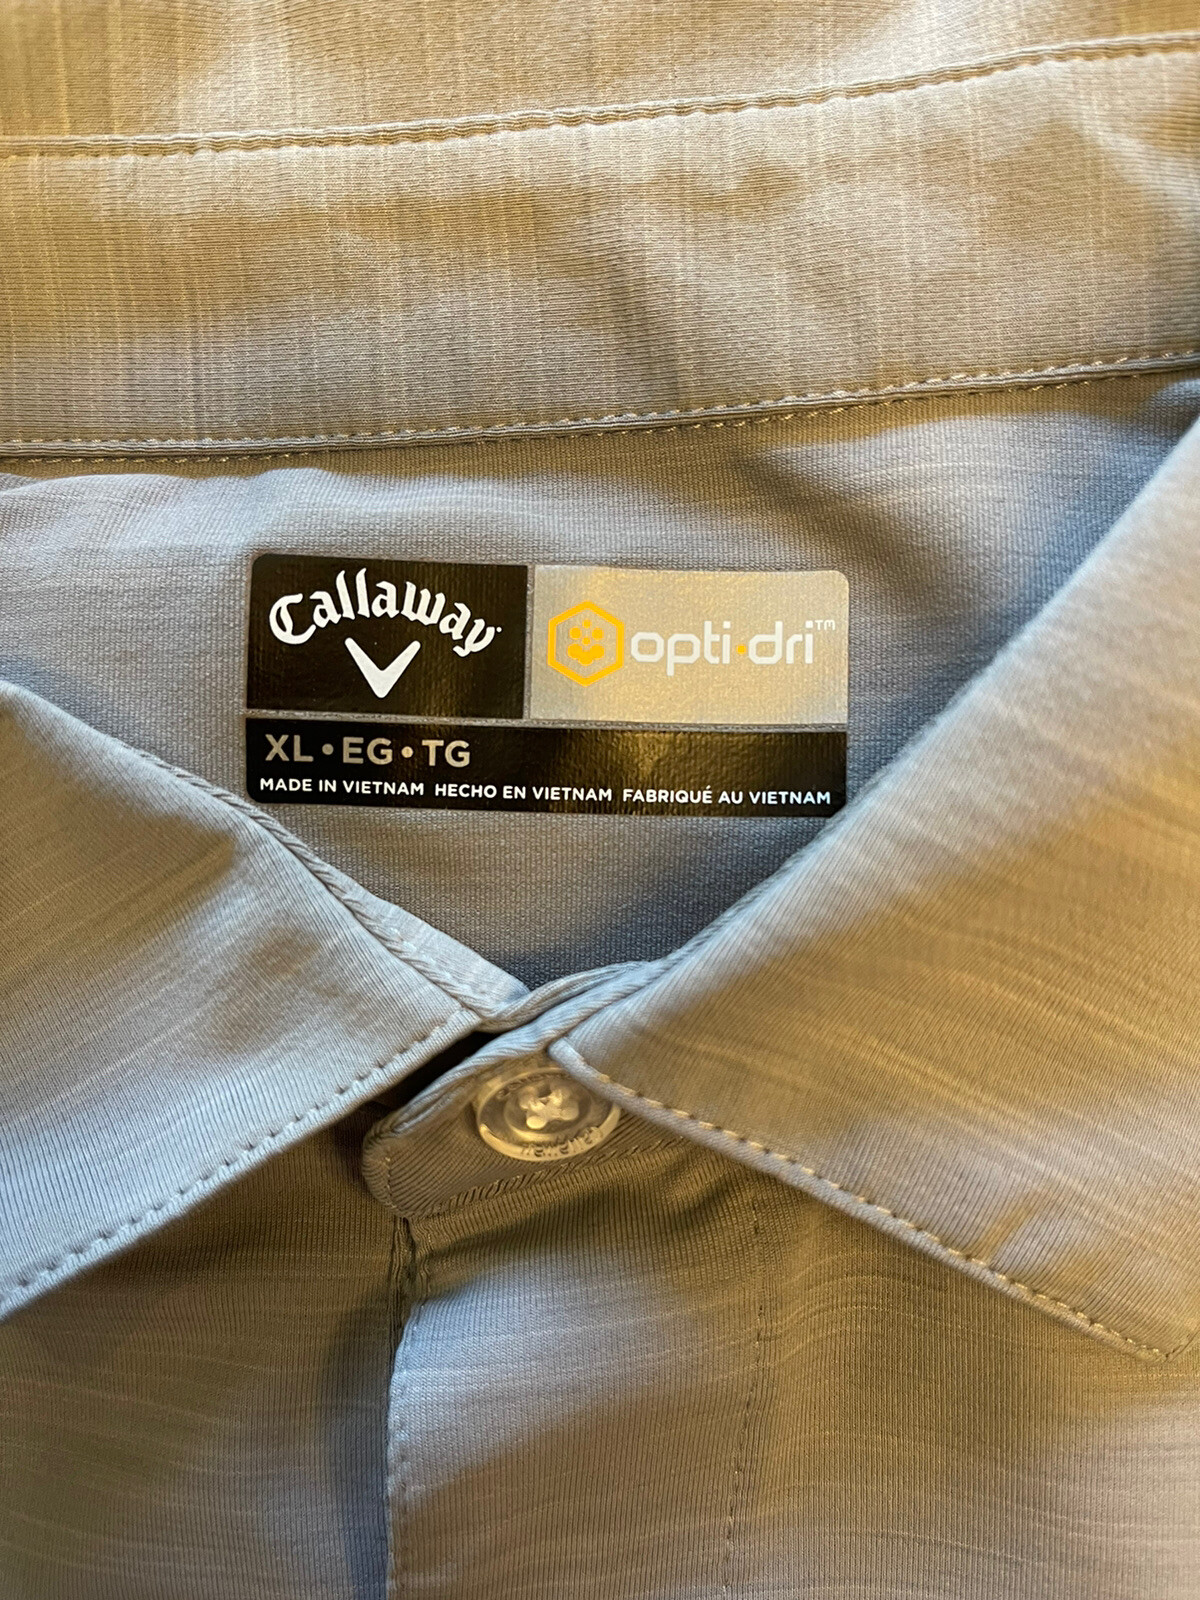 Callaway
opti·dri™
XL • EG • TG
MADE IN VIETNAM HECHO EN VIETNAM FABRIQUÉ AU VIETNAM